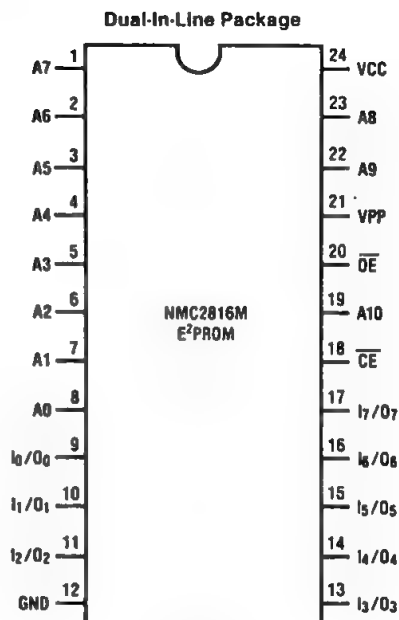 Dual-In-Line Package
A7 1 24 VCC
A6 2 23 A8
A5 3 22 A9
A4 4 21 VPP
A3 5 20 O̅E̅
A2 6 19 A10
NMC2816M
E²PROM
A1 7 18 C̅E̅
A0 8 17 I₇/O₇
I₀/O₀ 9 16 I₆/O₆
I₁/O₁ 10 15 I₅/O₅
I₂/O₂ 11 14 I₄/O₄
GND 12 13 I₃/O₃